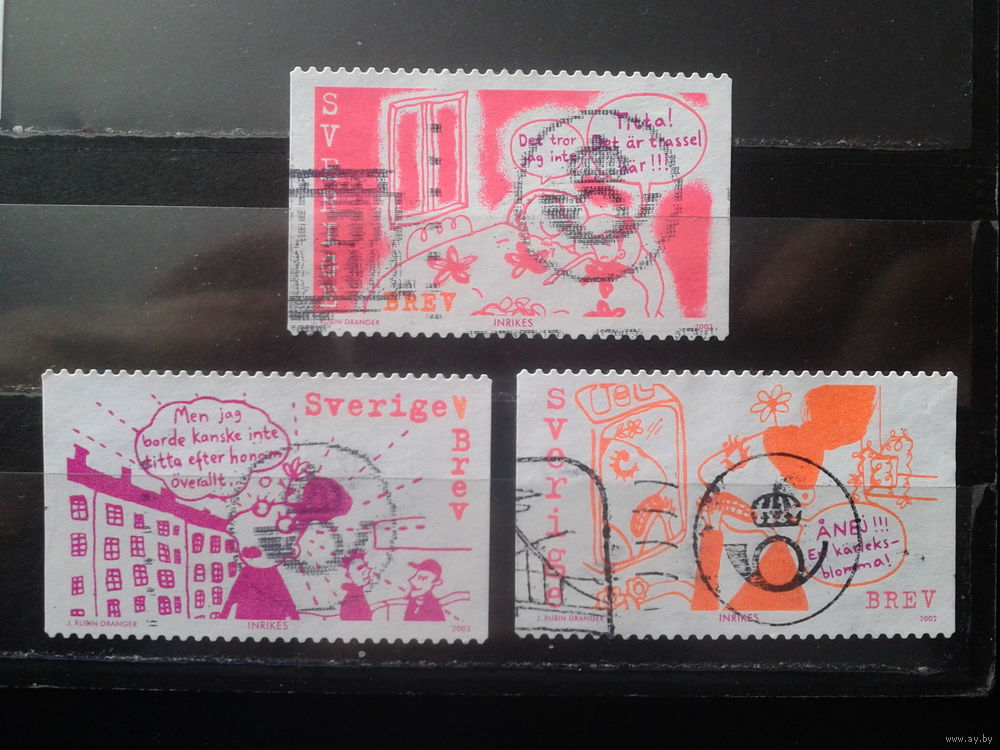 SVERIGE
Det tror
jag inte
Titta!
Det är trassel
här!!!
BREV
J. RUBIN DRANGER
INRIKES
2002
Men jag
borde kanske inte
titta efter honom
överallt.
Sverige
Brev
J. RUBIN DRANGER
INRIKES
2002
Sverige
ÅNEJ!!!
En kärleks-
blomma!
BREV
J. RUBIN DRANGER
INRIKES
2002
www.ay.by